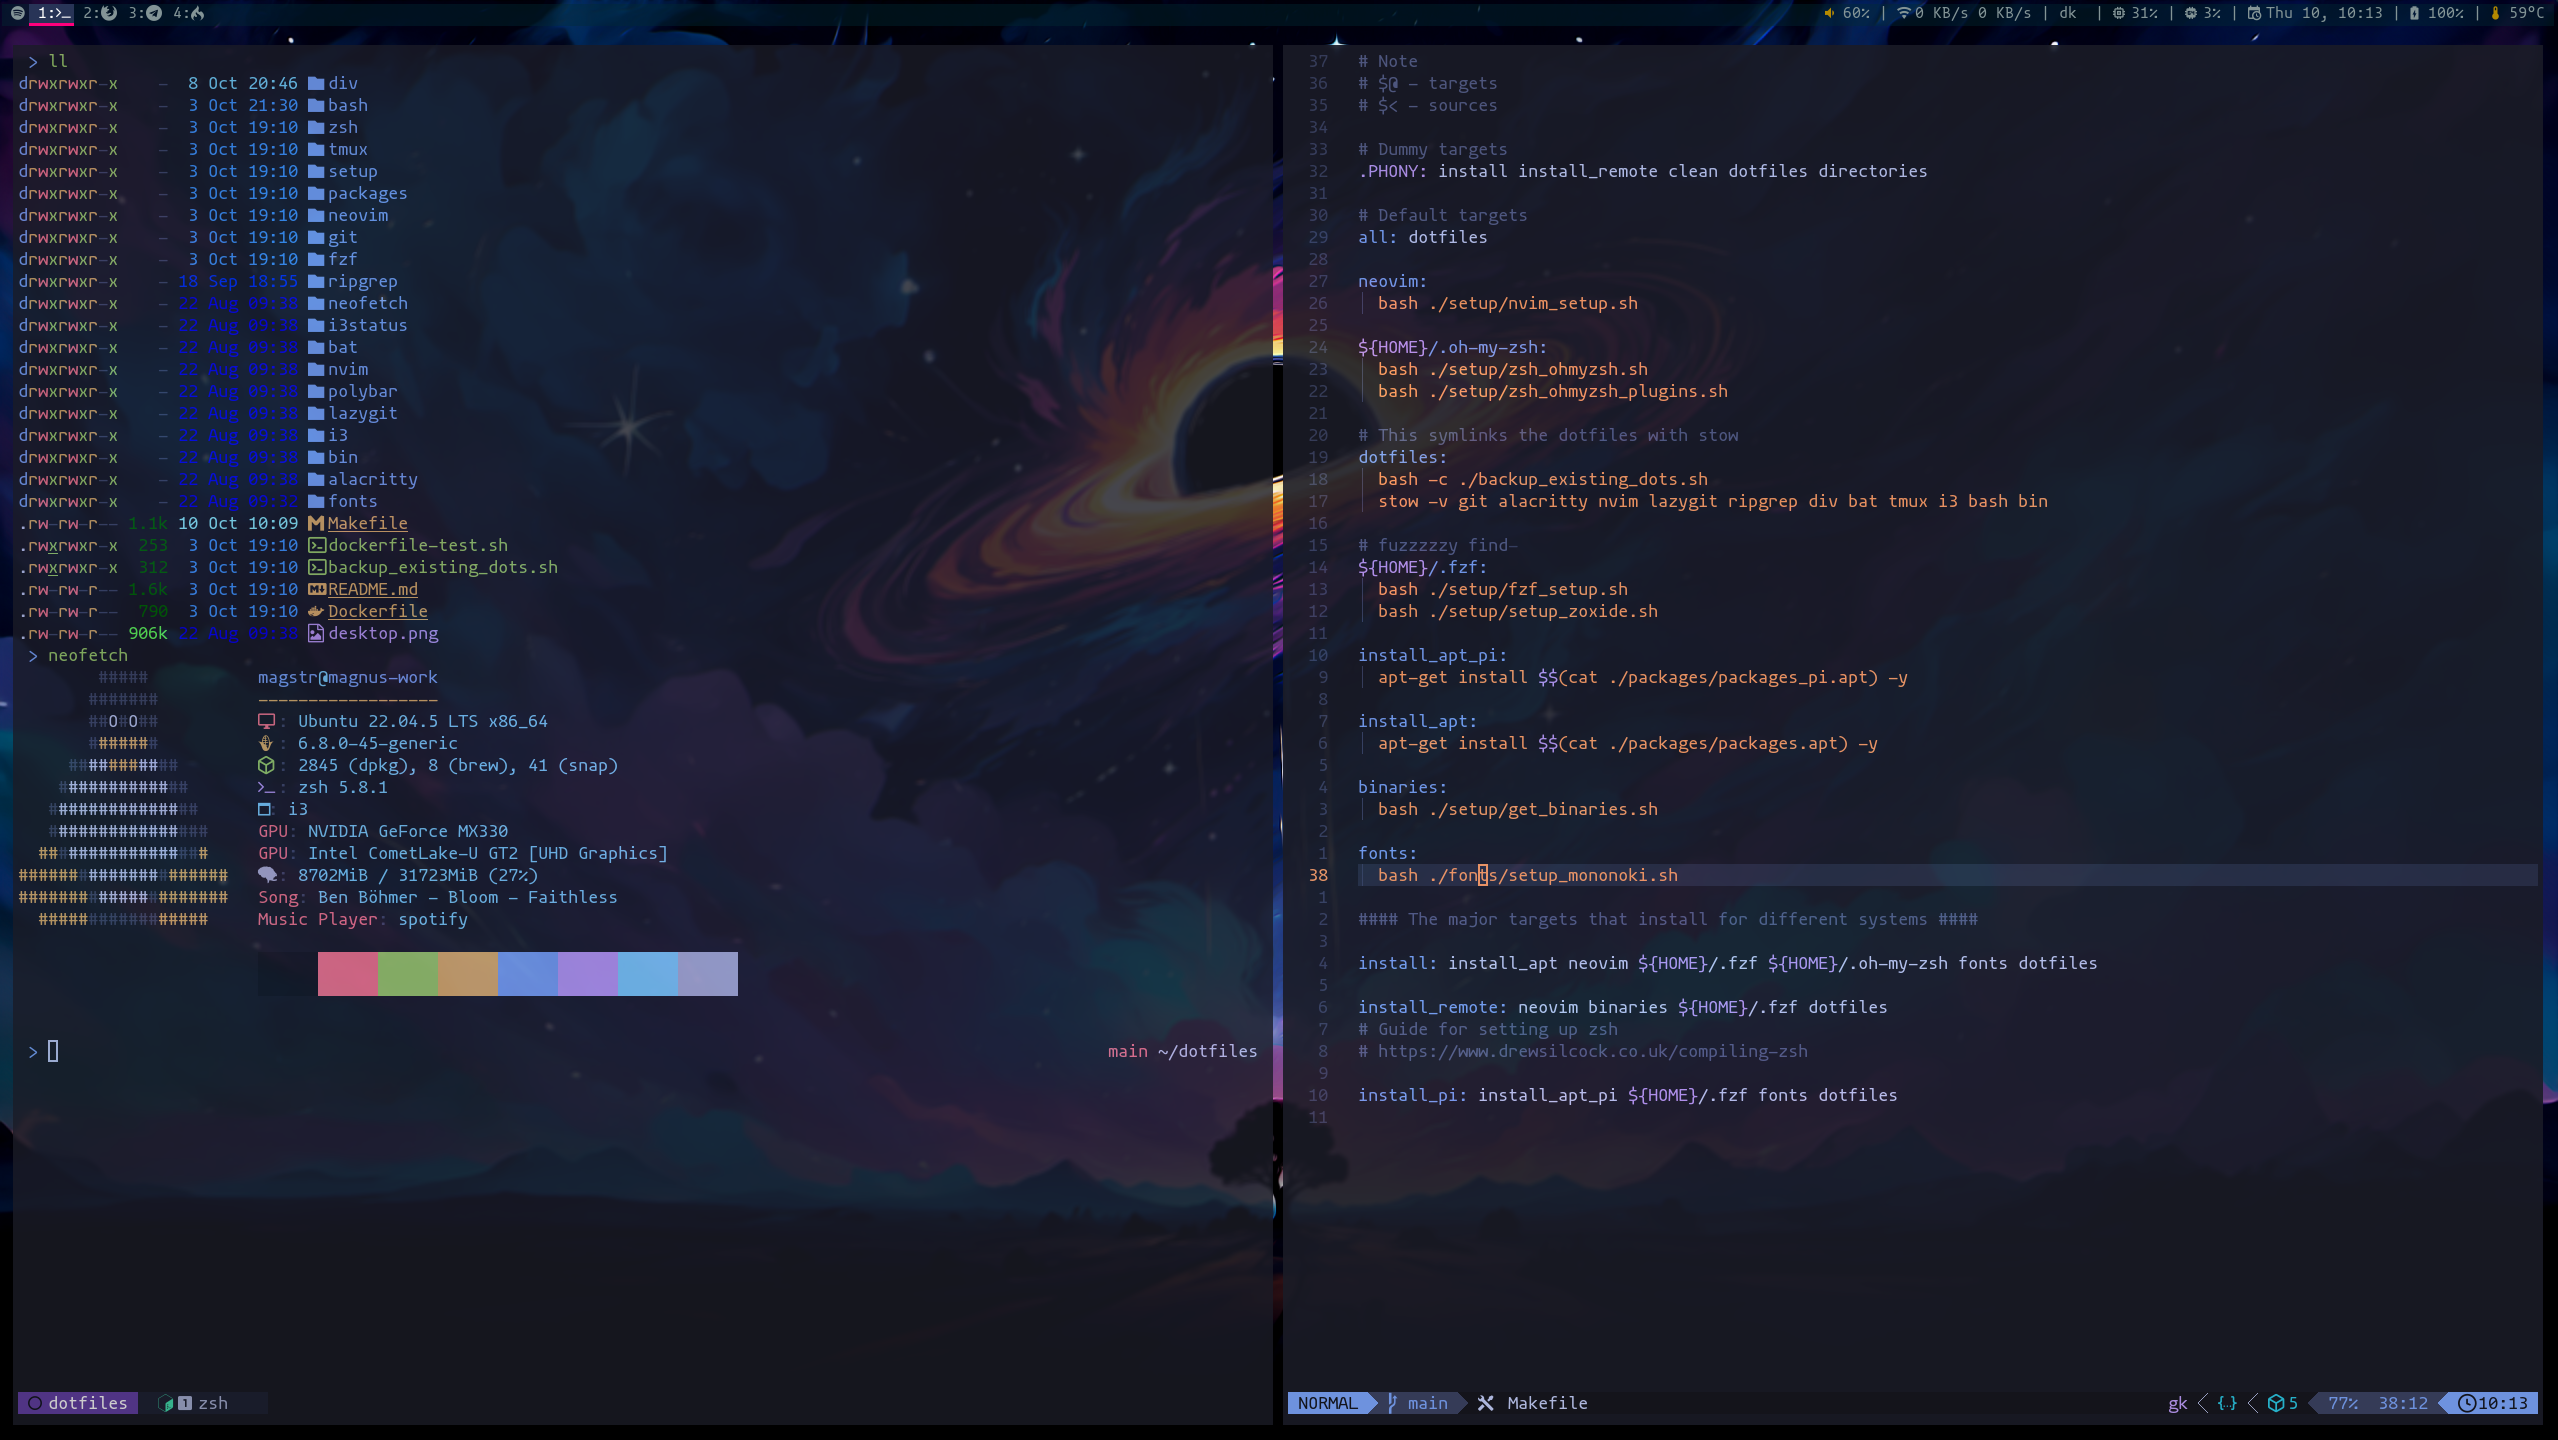 1:>_ 2: 3: 4:
60% | 0 KB/s 0 KB/s | dk | 31% | 3% | Thu 10, 10:13 | 100% | 59°C
> ll
drwxrwxr-x - 8 Oct 20:46 div
drwxrwxr-x - 3 Oct 21:30 bash
drwxrwxr-x - 3 Oct 19:10 zsh
drwxrwxr-x - 3 Oct 19:10 tmux
drwxrwxr-x - 3 Oct 19:10 setup
drwxrwxr-x - 3 Oct 19:10 packages
drwxrwxr-x - 3 Oct 19:10 neovim
drwxrwxr-x - 3 Oct 19:10 git
drwxrwxr-x - 3 Oct 19:10 fzf
drwxrwxr-x - 18 Sep 18:55 ripgrep
drwxrwxr-x - 22 Aug 09:38 neofetch
drwxrwxr-x - 22 Aug 09:38 i3status
drwxrwxr-x - 22 Aug 09:38 bat
drwxrwxr-x - 22 Aug 09:38 nvim
drwxrwxr-x - 22 Aug 09:38 polybar
drwxrwxr-x - 22 Aug 09:38 lazygit
drwxrwxr-x - 22 Aug 09:38 i3
drwxrwxr-x - 22 Aug 09:38 bin
drwxrwxr-x - 22 Aug 09:38 alacritty
drwxrwxr-x - 22 Aug 09:32 fonts
.rw-rw-r-- 1.1k 10 Oct 10:09 Makefile
.rwxrwxr-x 253 3 Oct 19:10 dockerfile-test.sh
.rwxrwxr-x 312 3 Oct 19:10 backup_existing_dots.sh
.rw-rw-r-- 1.6k 3 Oct 19:10 README.md
.rw-rw-r-- 790 3 Oct 19:10 Dockerfile
.rw-rw-r-- 906k 22 Aug 09:38 desktop.png
> neofetch
##### magstr@magnus-work
####### ------------------
##O#O## : Ubuntu 22.04.5 LTS x86_64
####### : 6.8.0-45-generic
########### : 2845 (dpkg), 8 (brew), 41 (snap)
############# >_: zsh 5.8.1
############### : i3
################ GPU: NVIDIA GeForce MX330
################# GPU: Intel CometLake-U GT2 [UHD Graphics]
##################### : 8702MiB / 31723MiB (27%)
##################### Song: Ben Böhmer - Bloom - Faithless
################# Music Player: spotify
> main ~/dotfiles
dotfiles 1 zsh
37 # Note
36 # $@ - targets
35 # $< - sources
34
33 # Dummy targets
32 .PHONY: install install_remote clean dotfiles directories
31
30 # Default targets
29 all: dotfiles
28
27 neovim:
26 bash ./setup/nvim_setup.sh
25
24 ${HOME}/.oh-my-zsh:
23 bash ./setup/zsh_ohmyzsh.sh
22 bash ./setup/zsh_ohmyzsh_plugins.sh
21
20 # This symlinks the dotfiles with stow
19 dotfiles:
18 bash -c ./backup_existing_dots.sh
17 stow -v git alacritty nvim lazygit ripgrep div bat tmux i3 bash bin
16
15 # fuzzzzzy find-
14 ${HOME}/.fzf:
13 bash ./setup/fzf_setup.sh
12 bash ./setup/setup_zoxide.sh
11
10 install_apt_pi:
9 apt-get install $$(cat ./packages/packages_pi.apt) -y
8
7 install_apt:
6 apt-get install $$(cat ./packages/packages.apt) -y
5
4 binaries:
3 bash ./setup/get_binaries.sh
2
1 fonts:
38 bash ./fonts/setup_mononoki.sh
1
2 #### The major targets that install for different systems ####
3
4 install: install_apt neovim ${HOME}/.fzf ${HOME}/.oh-my-zsh fonts dotfiles
5
6 install_remote: neovim binaries ${HOME}/.fzf dotfiles
7 # Guide for setting up zsh
8 # https://www.drewsilcock.co.uk/compiling-zsh
9
10 install_pi: install_apt_pi ${HOME}/.fzf fonts dotfiles
11
NORMAL main Makefile gk {..} 5 77% 38:12 10:13